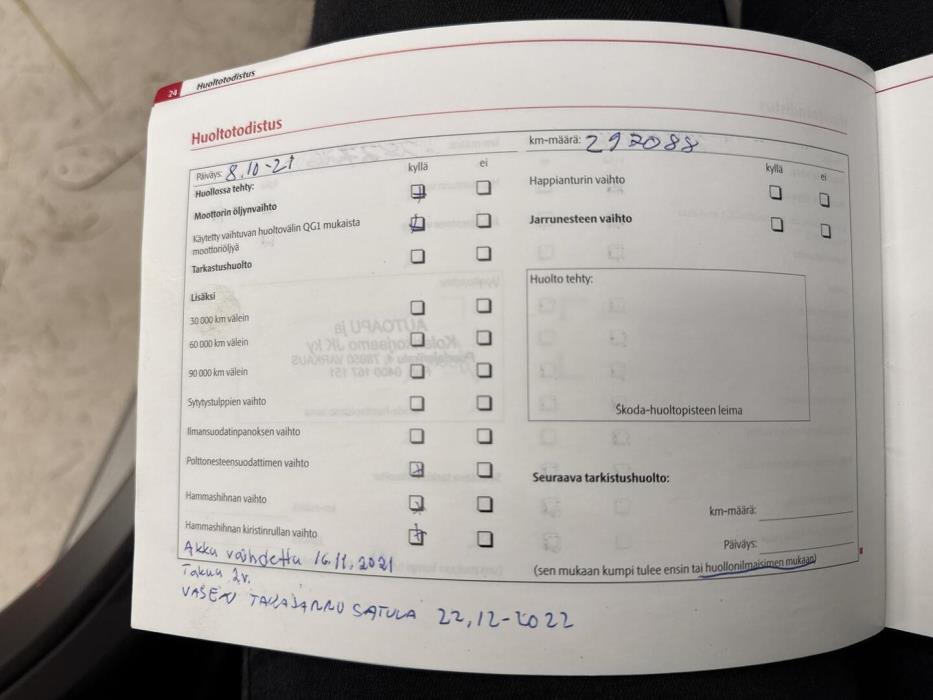 24 Huoltotodistus
Huoltotodistus
Päiväys: 8.10-21
km-määrä: 292088
Huollossa tehty:
kyllä ei
Moottorin öljynvaihto
Käytetty vaihtuvan huoltovälin QG1 mukaista
moottoriöljyä
Tarkastushuolto
Lisäksi
30 000 km välein
60 000 km välein
90 000 km välein
Sytytystulppien vaihto
Ilmansuodatinpanoksen vaihto
Polttonesteensuodattimen vaihto
Hammashihnan vaihto
Hammashihnan kiristinrullan vaihto
kyllä ei
Happianturin vaihto
Jarrunesteen vaihto
Huolto tehty:
Škoda-huoltopisteen leima
Seuraava tarkistushuolto:
km-määrä:
Päiväys:
(sen mukaan kumpi tulee ensin tai huollonilmaisimen mukaan)
Akku vaihdettu 16.11.2021
Takuu 2v.
VASEN TAKAJARRU SATULA 22,12-2022